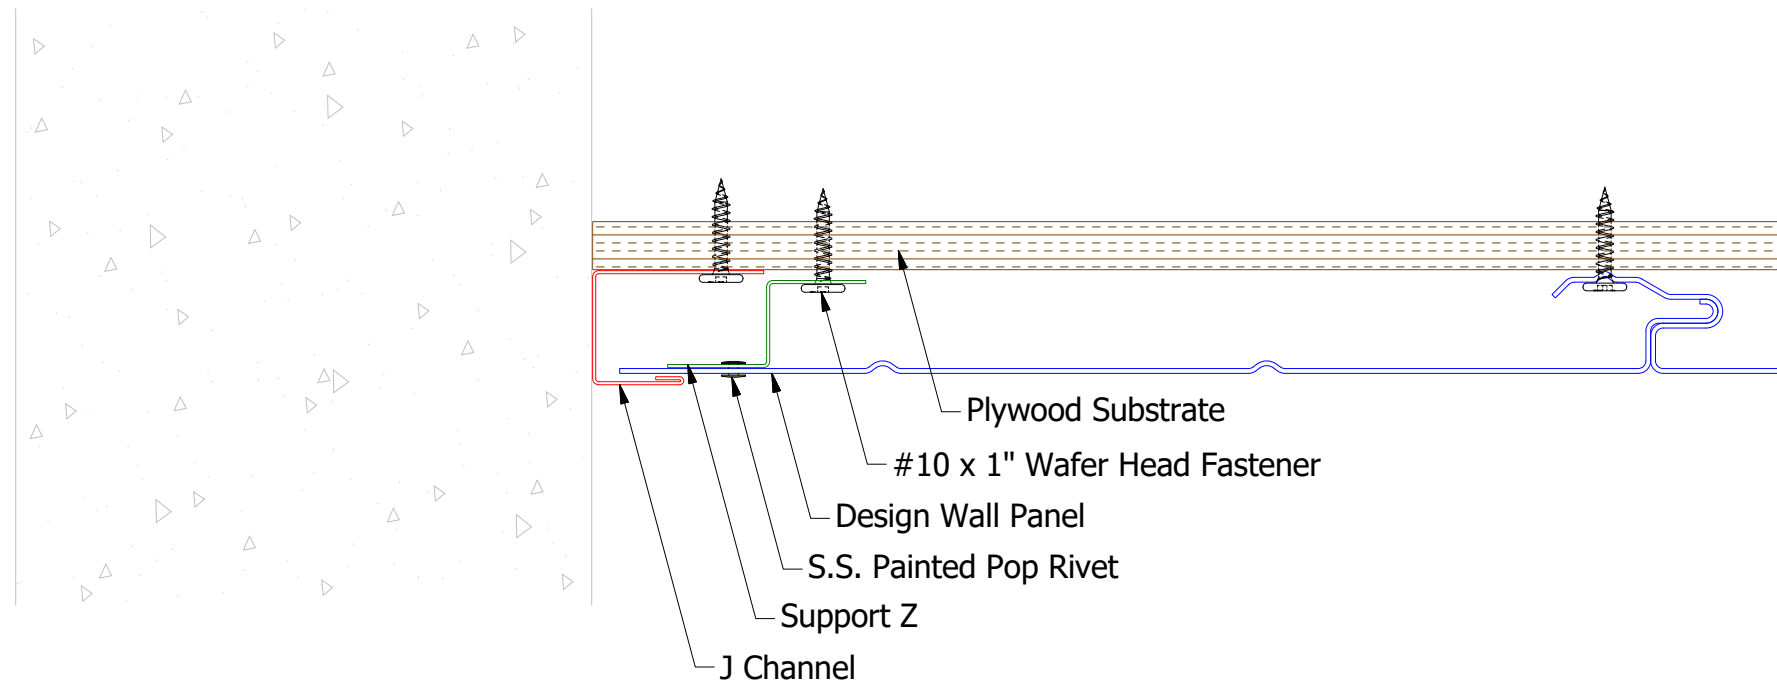 Plywood Substrate
#10 x 1" Wafer Head Fastener
Design Wall Panel
S.S. Painted Pop Rivet
Support Z
J Channel